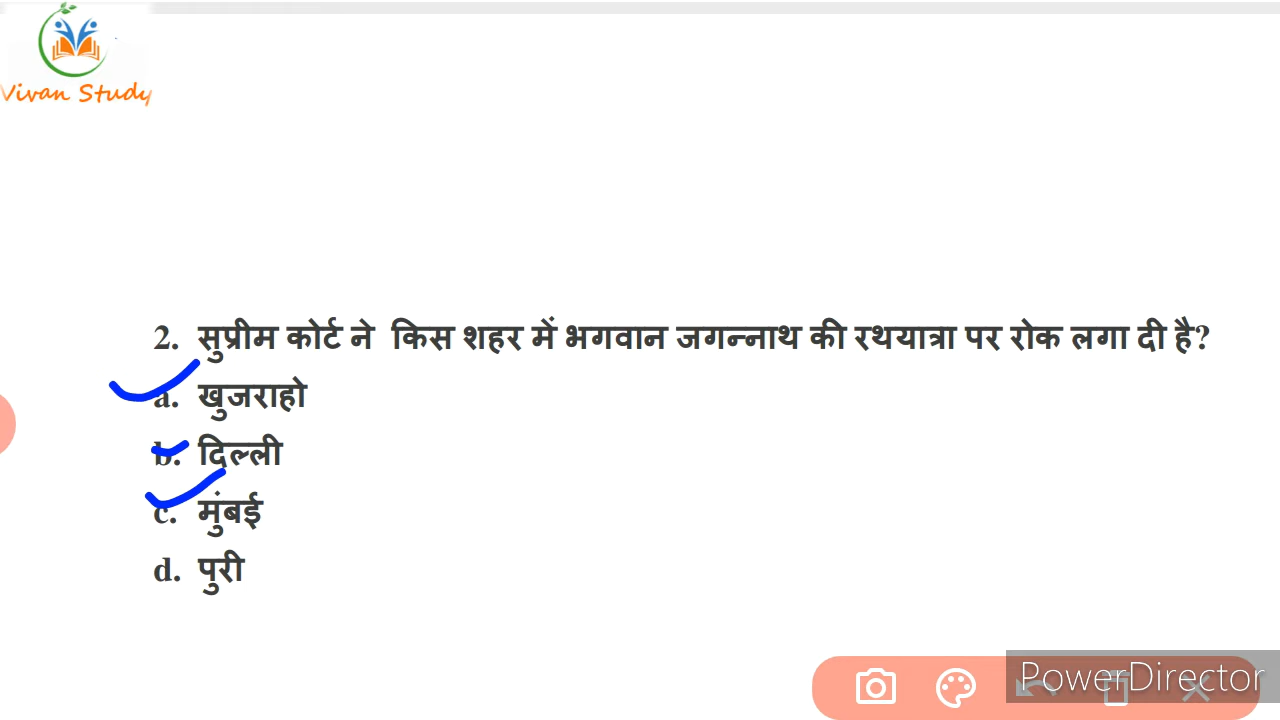 Vivan Study
2. सुप्रीम कोर्ट ने किस शहर में भगवान जगन्नाथ की रथयात्रा पर रोक लगा दी है?
a. खुजराहो
b. दिल्ली
c. मुंबई
d. पुरी
PowerDirector